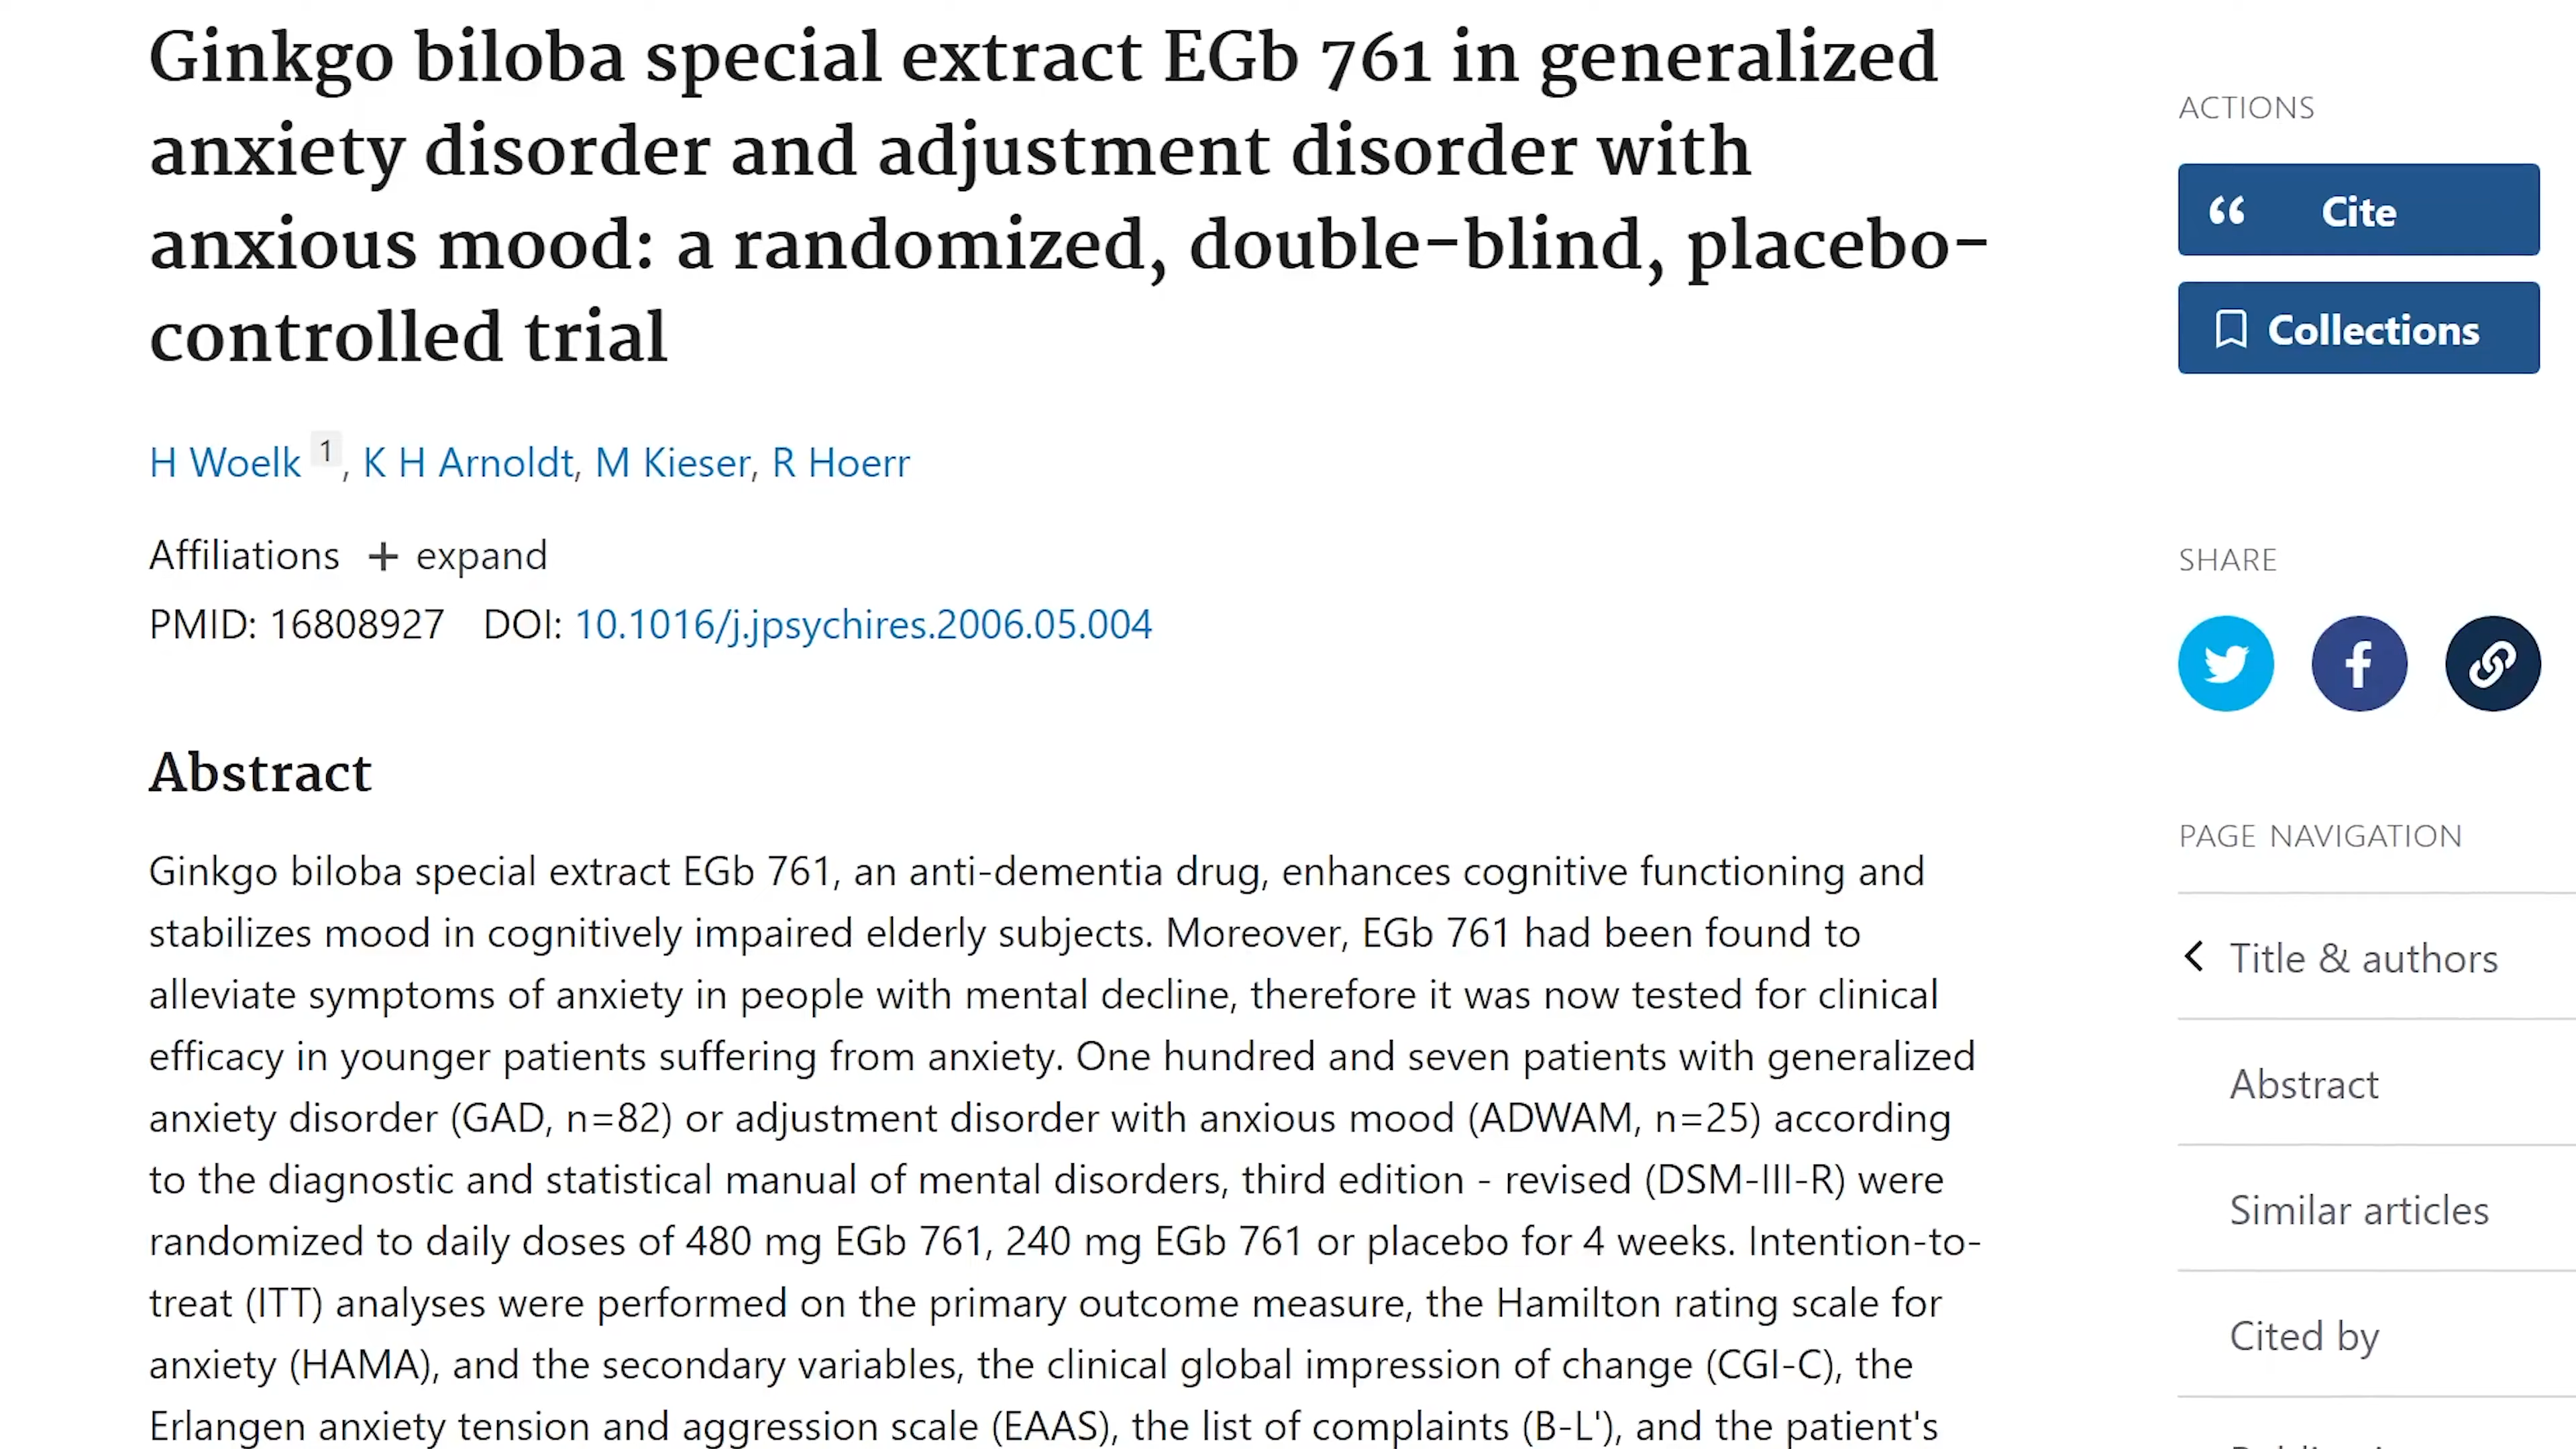 Ginkgo biloba special extract EGb 761 in generalized
anxiety disorder and adjustment disorder with
anxious mood: a randomized, double-blind, placebo-
controlled trial
H Woelk 1, K H Arnoldt, M Kieser, R Hoerr
Affiliations + expand
PMID: 16808927 DOI: 10.1016/j.jpsychires.2006.05.004
Abstract
Ginkgo biloba special extract EGb 761, an anti-dementia drug, enhances cognitive functioning and
stabilizes mood in cognitively impaired elderly subjects. Moreover, EGb 761 had been found to
alleviate symptoms of anxiety in people with mental decline, therefore it was now tested for clinical
efficacy in younger patients suffering from anxiety. One hundred and seven patients with generalized
anxiety disorder (GAD, n=82) or adjustment disorder with anxious mood (ADWAM, n=25) according
to the diagnostic and statistical manual of mental disorders, third edition - revised (DSM-III-R) were
randomized to daily doses of 480 mg EGb 761, 240 mg EGb 761 or placebo for 4 weeks. Intention-to-
treat (ITT) analyses were performed on the primary outcome measure, the Hamilton rating scale for
anxiety (HAMA), and the secondary variables, the clinical global impression of change (CGI-C), the
Erlangen anxiety tension and aggression scale (EAAS), the list of complaints (B-L'), and the patient's
ACTIONS
Cite
Collections
SHARE
PAGE NAVIGATION
Title & authors
Abstract
Similar articles
Cited by